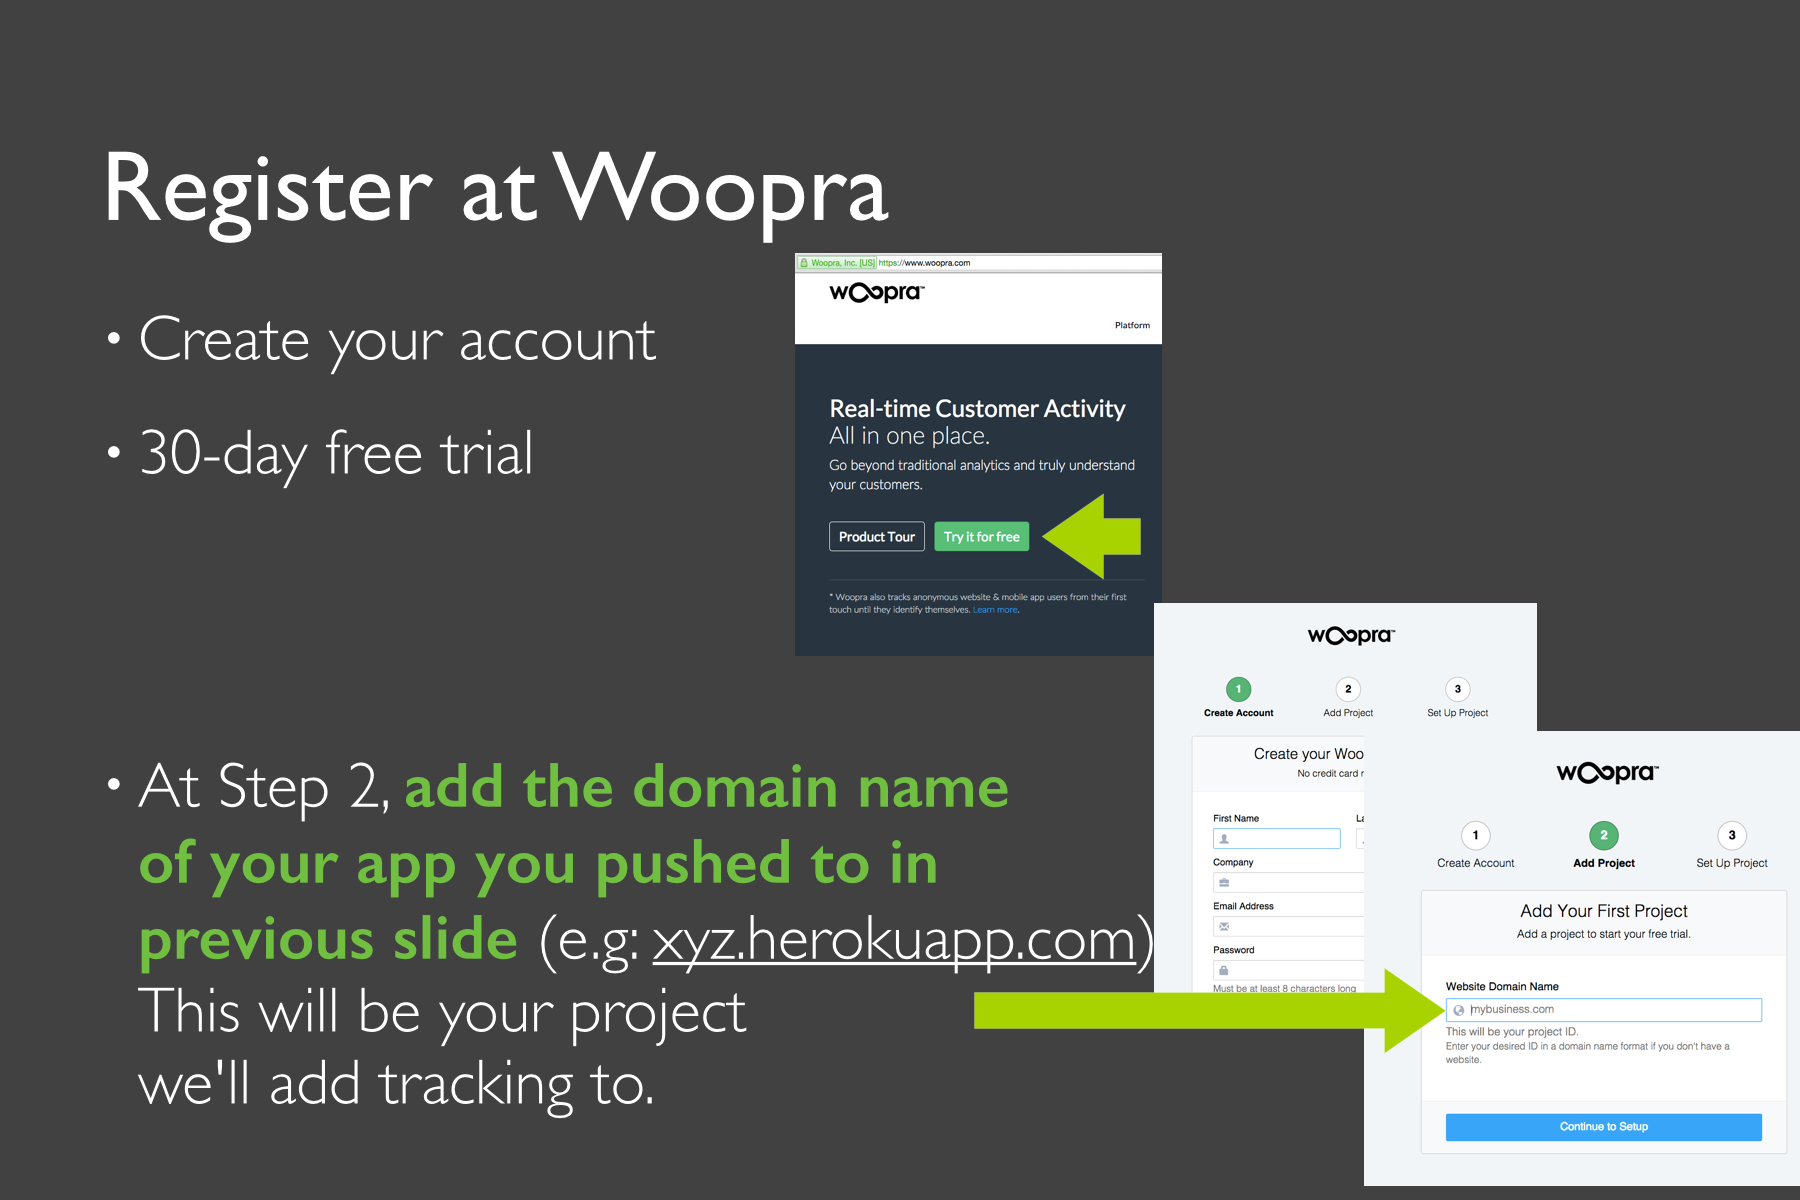 Register at Woopra
• Create your account
• 30-day free trial
• At Step 2, add the domain name
of your app you pushed to in
previous slide (e.g: xyz.herokuapp.com)
This will be your project
we'll add tracking to.
Woopra, Inc. [US] https://www.woopra.com
woopra™
Platform
Real-time Customer Activity
All in one place.
Go beyond traditional analytics and truly understand
your customers.
Product Tour Try it for free
* Woopra also tracks anonymous website & mobile app users from their first
touch until they identify themselves. Learn more.
woopra™
1 2 3
Create Account Add Project Set Up Project
Create your Woo
No credit card r
First Name
Company
Email Address
Password
Must be at least 8 characters long
woopra™
1 2 3
Create Account Add Project Set Up Project
Add Your First Project
Add a project to start your free trial.
Website Domain Name
mybusiness.com
This will be your project ID.
Enter your desired ID in a domain name format if you don't have a
website.
Continue to Setup